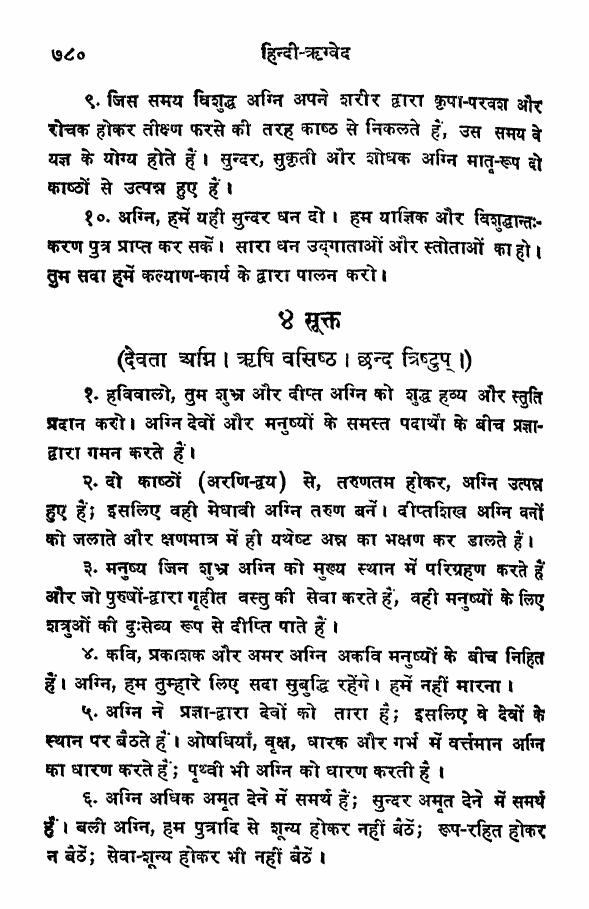 ७८० हिन्दी-ऋग्वेद
९. जिस समय विशुद्ध अग्नि अपने शरीर द्वारा कृपा-परवश और
रोचक होकर तीक्ष्ण फरसे की तरह काष्ठ से निकलते हैं, उस समय वे
यज्ञ के योग्य होते हैं। सुन्दर, सुकृती और शोधक अग्नि मातृ-रूप दो
काष्ठों से उत्पन्न हुए हैं।
१०. अग्नि, हमें यही सुन्दर धन दो। हम याज्ञिक और विशुद्धान्तः-
करण पुत्र प्राप्त कर सकें। सारा धन उद्गाताओं और स्तोताओं का हो।
तुम सदा हमें कल्याण-कार्य के द्वारा पालन करो।
४ सूक्त
(देवता अग्नि। ऋषि वसिष्ठ। छन्द त्रिष्टुप्।)
१. हविवालो, तुम शुभ्र और दीप्त अग्नि को शुद्ध हव्य और स्तुति
प्रदान करो। अग्नि देवों और मनुष्यों के समस्त पदार्थों के बीच प्रज्ञा-
द्वारा गमन करते हैं।
२. दो काष्ठों (अरणि-द्वय) से, तरुणतम होकर, अग्नि उत्पन्न
हुए हैं; इसलिए वही मेधावी अग्नि तरुण बनें। दीप्तशिख अग्नि वनों
को जलाते और क्षणमात्र में ही यथेष्ट अन्न का भक्षण कर डालते हैं।
३. मनुष्य जिन शुभ्र अग्नि को मुख्य स्थान में परिग्रहण करते हैं
और जो पुरुषों-द्वारा गृहीत वस्तु की सेवा करते हैं, वही मनुष्यों के लिए
शत्रुओं की दुःसेव्य रूप से दीप्ति पाते हैं।
४. कवि, प्रकाशक और अमर अग्नि अकवि मनुष्यों के बीच निहित
हैं। अग्नि, हम तुम्हारे लिए सदा सुबुद्धि रहेंगे। हमें नहीं मारना।
५. अग्नि ने प्रज्ञा-द्वारा देवों को तारा है; इसलिए वे देवों के
स्थान पर बैठते हैं। ओषधियाँ, वृक्ष, धारक और गर्भ में वर्त्तमान अग्नि
का धारण करते हैं; पृथ्वी भी अग्नि को धारण करती है।
६. अग्नि अधिक अमृत देने में समर्थ हैं; सुन्दर अमृत देने में समर्थ
हैं। बली अग्नि, हम पुत्रादि से शून्य होकर नहीं बैठें; रूप-रहित होकर
न बैठें; सेवा-शून्य होकर भी नहीं बैठें।